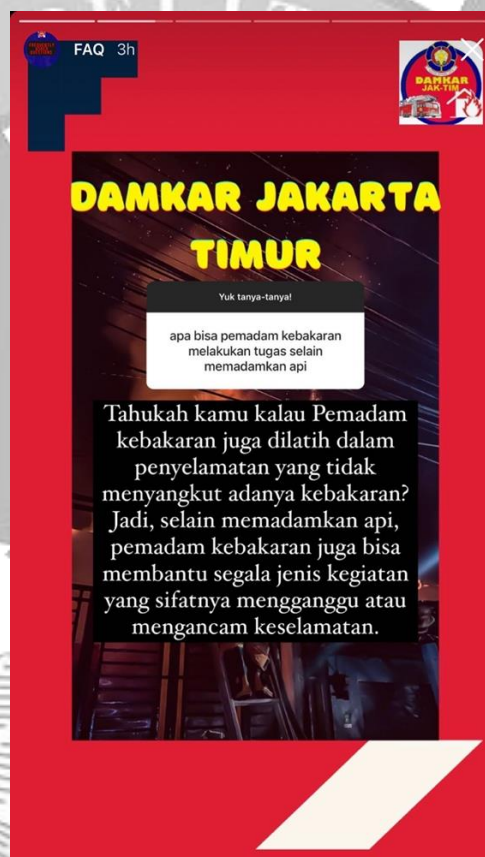 FAQ 3h
DAMKAR
JAK-TIM
DAMKAR JAKARTA
TIMUR
Yuk tanya-tanya!
apa bisa pemadam kebakaran
melakukan tugas selain
memadamkan api
Tahukah kamu kalau Pemadam
kebakaran juga dilatih dalam
penyelamatan yang tidak
menyangkut adanya kebakaran?
Jadi, selain memadamkan api,
pemadam kebakaran juga bisa
membantu segala jenis kegiatan
yang sifatnya mengganggu atau
mengancam keselamatan.